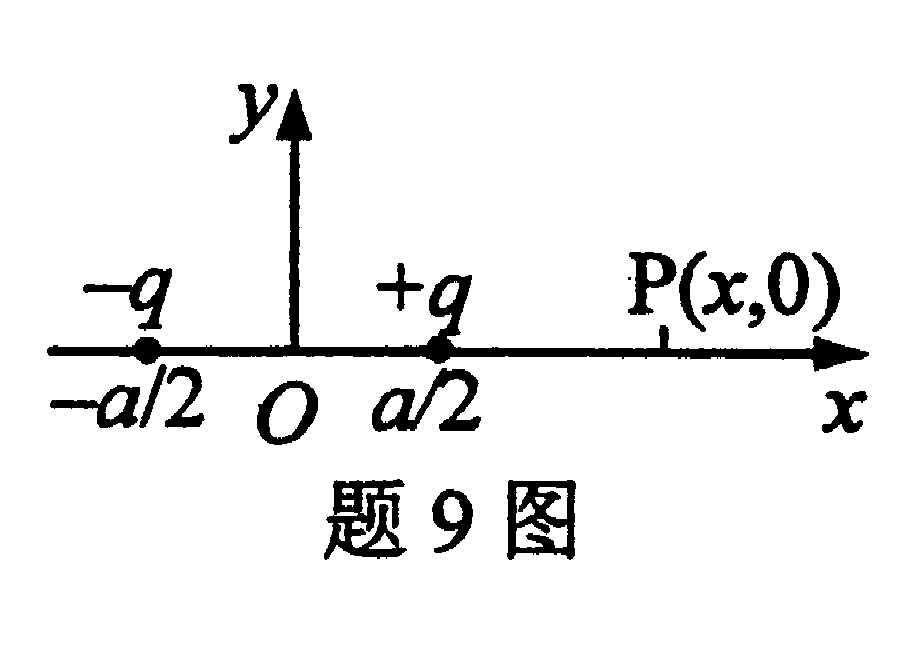 y
−q +q P(x,0)
−a/2 O a/2 x
题 9 图